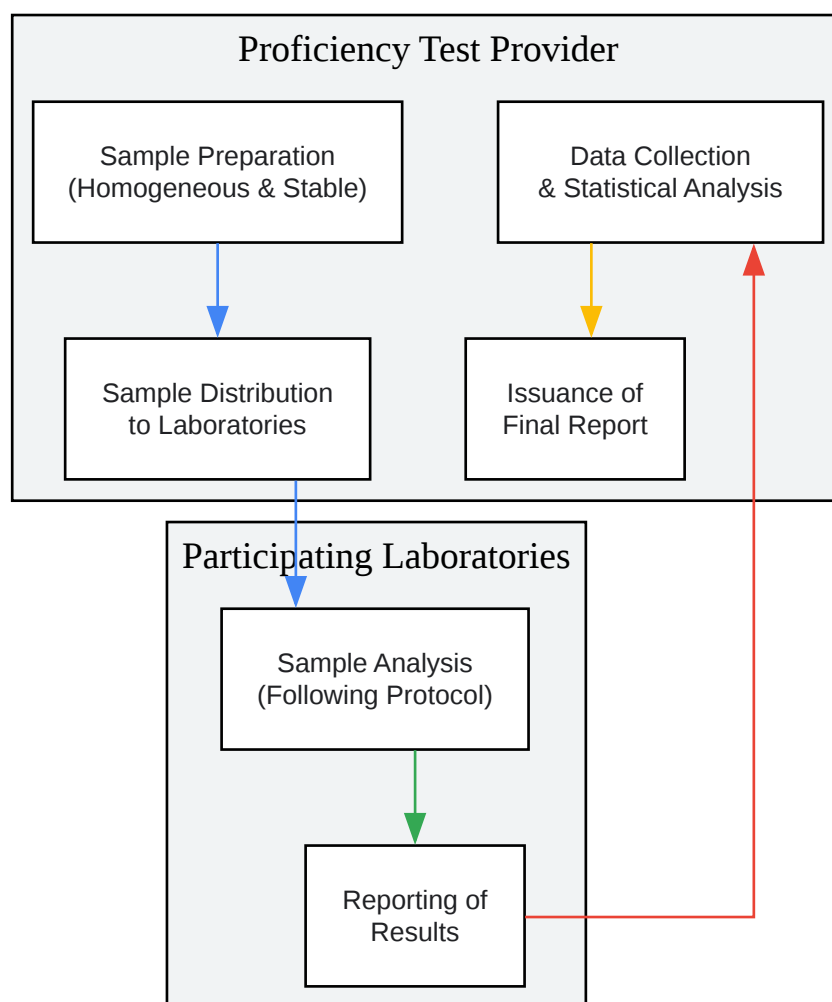 Proficiency Test Provider
Sample Preparation
(Homogeneous & Stable)
Data Collection
& Statistical Analysis
Sample Distribution
to Laboratories
Issuance of
Final Report
Participating Laboratories
Sample Analysis
(Following Protocol)
Reporting of
Results